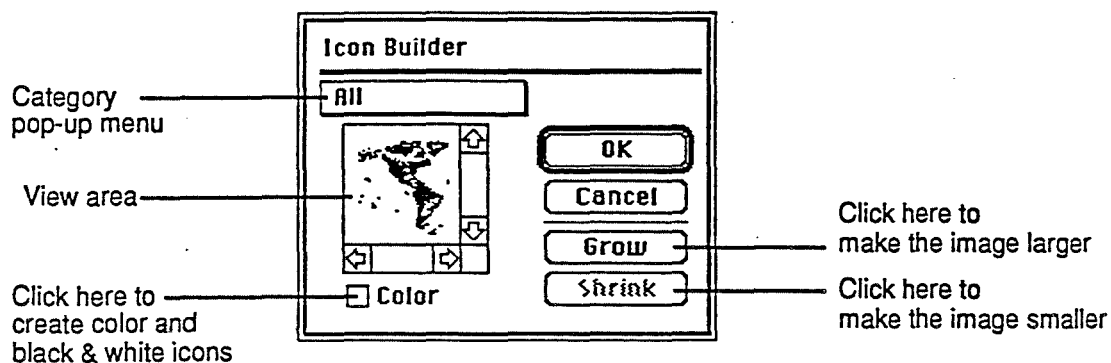 Icon Builder
All
Category
pop-up menu
View area
Click here to
create color and
black & white icons
Color
OK
Cancel
Grow
Shrink
Click here to
make the image larger
Click here to
make the image smaller